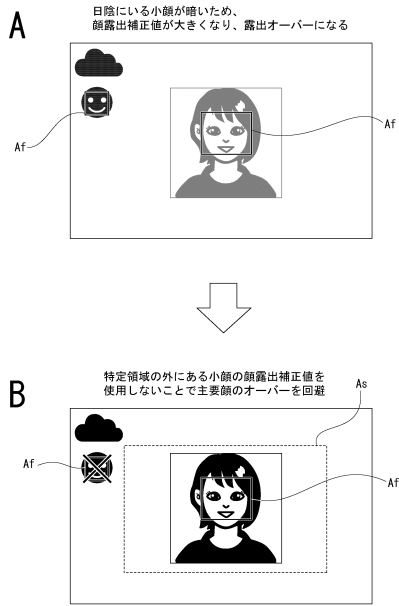 A
日陰にいる小顔が暗いため、
顔露出補正値が大きくなり、露出オーバーになる
Af
Af
B
特定領域の外にある小顔の顔露出補正値を
使用しないことで主要顔のオーバーを回避
As
Af
Af